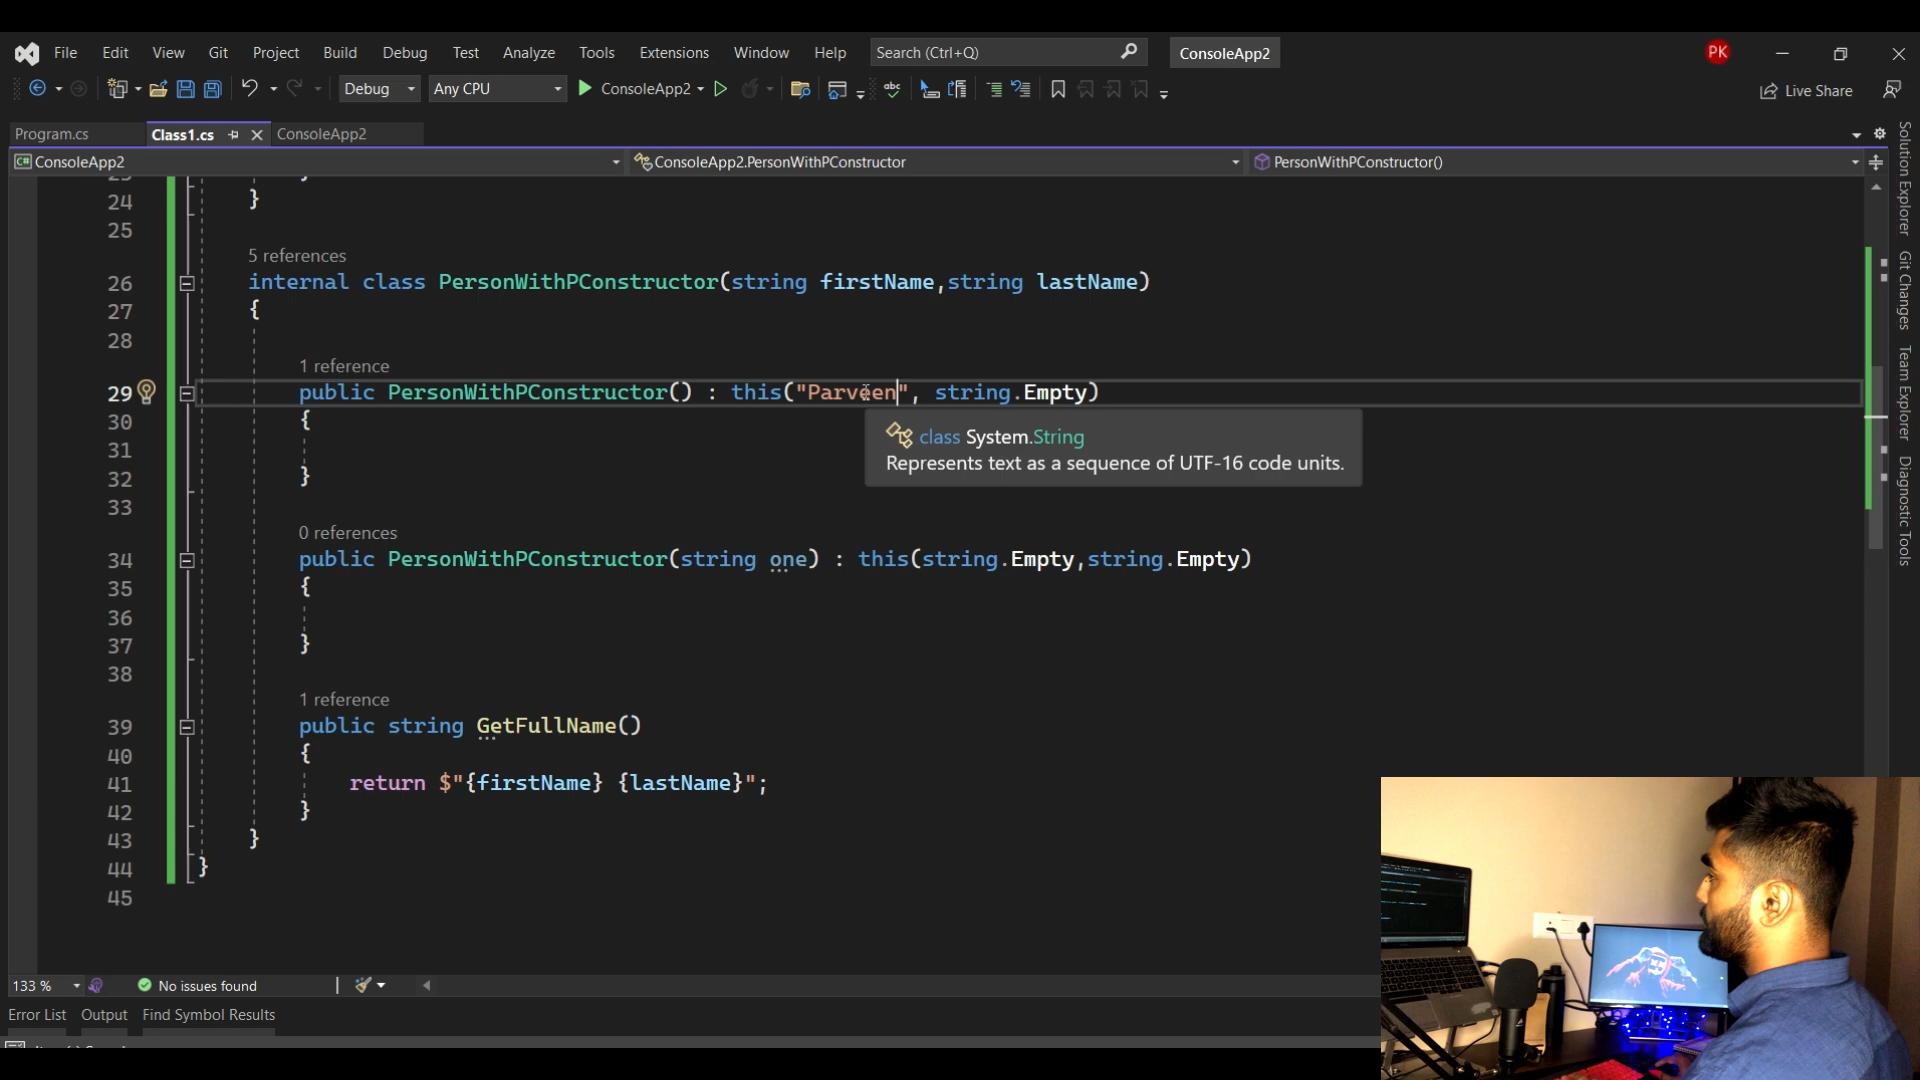 File Edit View Git Project Build Debug Test Analyze Tools Extensions Window Help Search (Ctrl+Q) ConsoleApp2 PK
Debug Any CPU ConsoleApp2 Live Share
Program.cs Class1.cs ConsoleApp2
C# ConsoleApp2 ConsoleApp2.PersonWithPConstructor PersonWithPConstructor()
23 }
24 }
25
5 references
26 internal class PersonWithPConstructor(string firstName,string lastName)
27 {
28
1 reference
29 public PersonWithPConstructor() : this("Parveen", string.Empty)
30 {
class System.String
31
Represents text as a sequence of UTF-16 code units.
32 }
33
0 references
34 public PersonWithPConstructor(string one) : this(string.Empty,string.Empty)
35 {
36
37 }
38
1 reference
39 public string GetFullName()
40 {
41 return $"{firstName} {lastName}";
42 }
43 }
44 }
45
133 % No issues found
Error List Output Find Symbol Results
Solution Explorer
Git Changes
Team Explorer
Diagnostic Tools